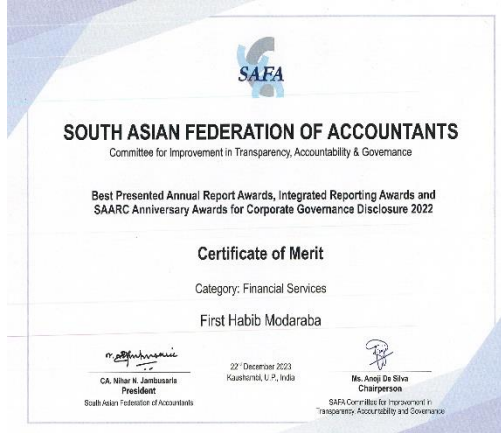 SAFA
SOUTH ASIAN FEDERATION OF ACCOUNTANTS
Committee for Improvement in Transparency, Accountability & Governance
Best Presented Annual Report Awards, Integrated Reporting Awards and
SAARC Anniversary Awards for Corporate Governance Disclosure 2022
Certificate of Merit
Category: Financial Services
First Habib Modaraba
CA. Nihar N. Jambusaria
President
South Asian Federation of Accountants
22nd December 2023
Kaushambi, U.P., India
Ms. Anoji De Silva
Chairperson
SAFA Committee for Improvement in
Transparency, Accountability and Governance